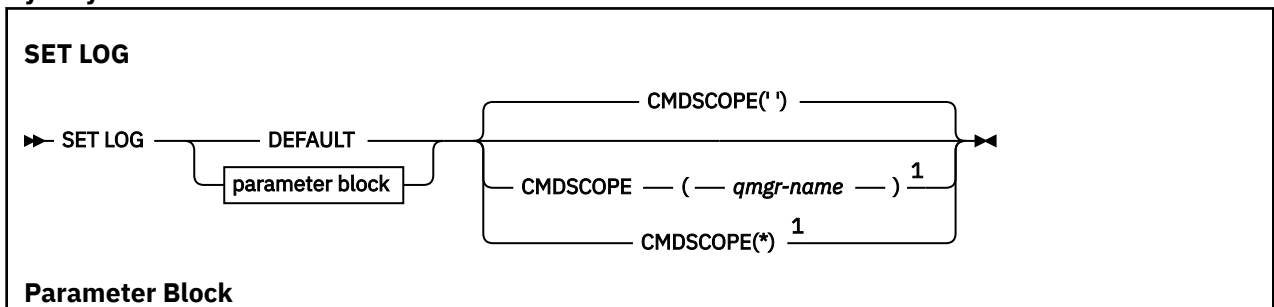 SET LOG
CMDSCOPE(' ')
SET LOG DEFAULT
parameter block
CMDSCOPE ( qmgr-name ) 1
CMDSCOPE(*) 1
Parameter Block